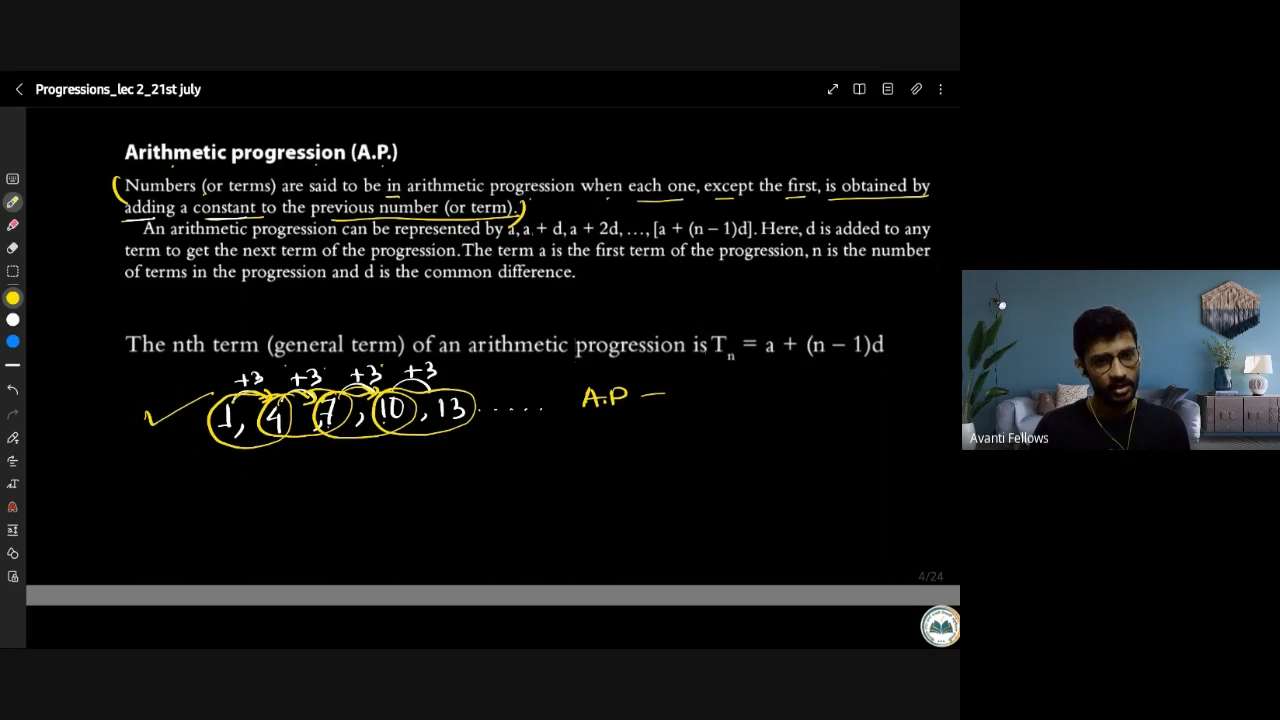 Progressions_lec 2_21st july
Arithmetic progression (A.P.)
Numbers (or terms) are said to be in arithmetic progression when each one, except the first, is obtained by
adding a constant to the previous number (or term).
An arithmetic progression can be represented by a, a + d, a + 2d, …, [a + (n − 1)d]. Here, d is added to any
term to get the next term of the progression. The term a is the first term of the progression, n is the number
of terms in the progression and d is the common difference.
The nth term (general term) of an arithmetic progression is Tn = a + (n − 1)d
+3 +3 +3 +3
1, 4, 7, 10, 13 ...... A.P —
4/24
Avanti Fellows